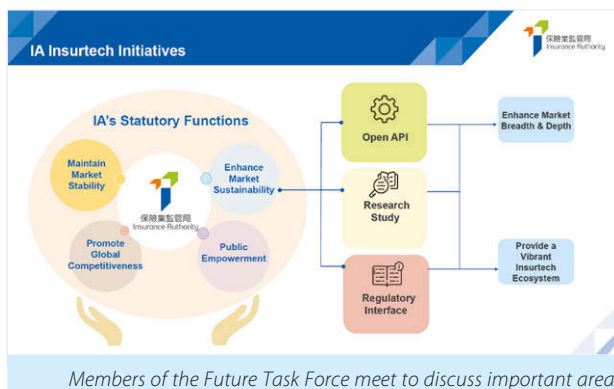 IA Insurtech Initiatives
保險業監管局
Insurance Authority
IA's Statutory Functions
Maintain
Market
Stability
Enhance
Market
Sustainability
保險業監管局
Insurance Authority
Promote
Global
Competitiveness
Public
Empowerment
Open API
Research
Study
Regulatory
Interface
Enhance Market
Breadth & Depth
Provide a
Vibrant
Insurtech
Ecosystem
Members of the Future Task Force meet to discuss important area